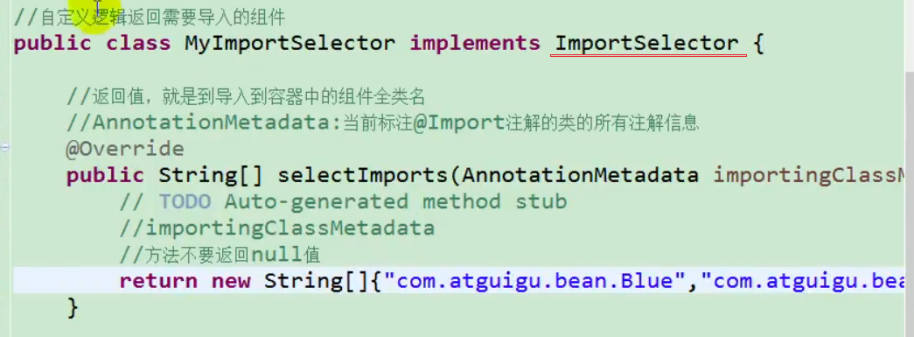 //自定义逻辑返回需要导入的组件
public class MyImportSelector implements ImportSelector {
//返回值，就是到导入到容器中的组件全类名
//AnnotationMetadata:当前标注@Import注解的类的所有注解信息
@Override
public String[] selectImports(AnnotationMetadata importingClassM
// TODO Auto-generated method stub
//importingClassMetadata
//方法不要返回null值
return new String[]{"com.atguigu.bean.Blue","com.atguigu.bea
}